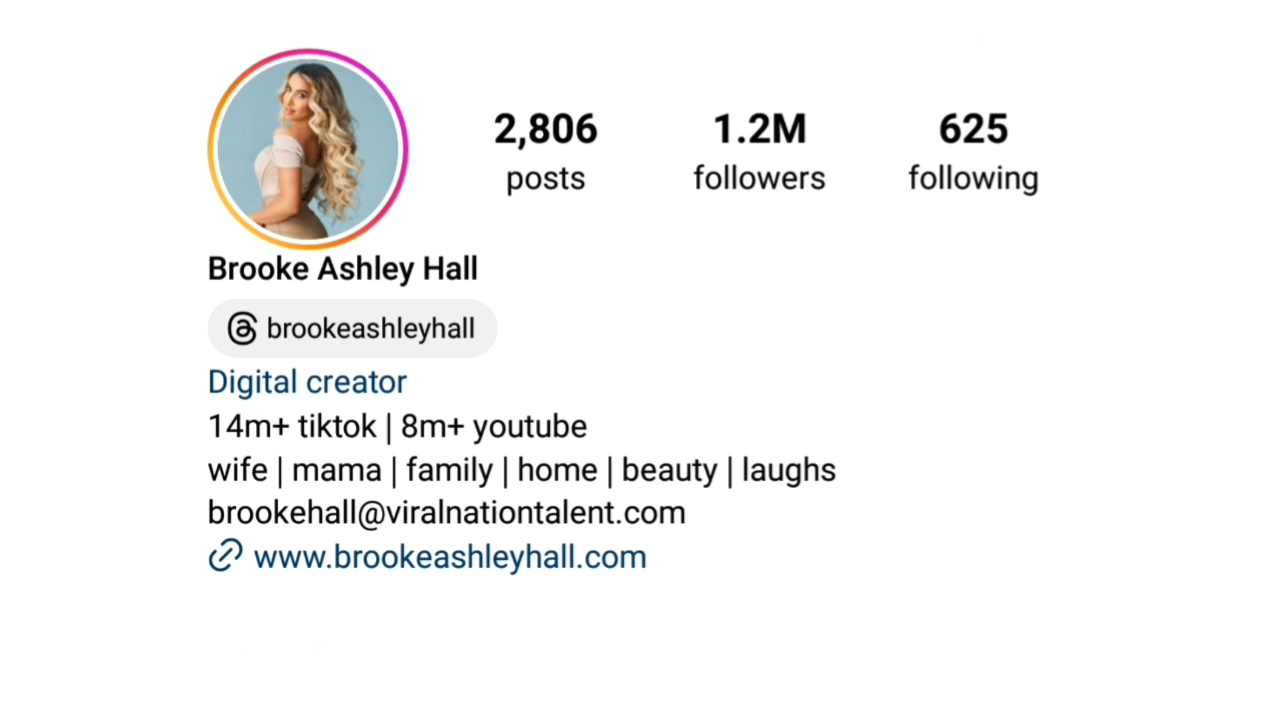 2,806 1.2M 625
posts followers following
Brooke Ashley Hall
brookeashleyhall
Digital creator
14m+ tiktok | 8m+ youtube
wife | mama | family | home | beauty | laughs
brookehall@viralnationtalent.com
www.brookeashleyhall.com